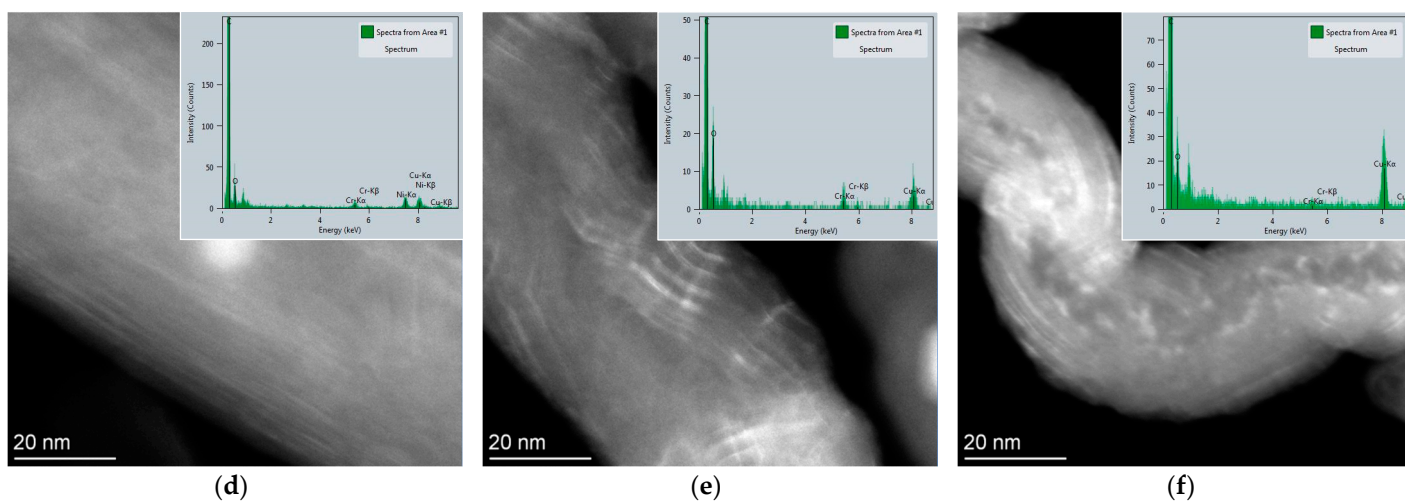 Spectra from Area #1
Spectrum
200
150
100
50
0
Intensity (Counts)
O
Cr-Kα
Cr-Kβ
Ni-Kα
Cu-Kα
Ni-Kβ
Cu-Kβ
0 2 4 6 8
Energy (keV)
20 nm
(d)
Spectra from Area #1
Spectrum
50
40
30
20
10
0
Intensity (Counts)
C
O
Cr-Kα
Cr-Kβ
Cu-Kα
0 2 4 6 8
Energy (keV)
20 nm
(e)
Spectra from Area #1
Spectrum
70
60
50
40
30
20
10
0
Intensity (Counts)
C
O
Cr-Kα
Cr-Kβ
Cu-Kα
Cu
0 2 4 6 8
Energy (keV)
20 nm
(f)